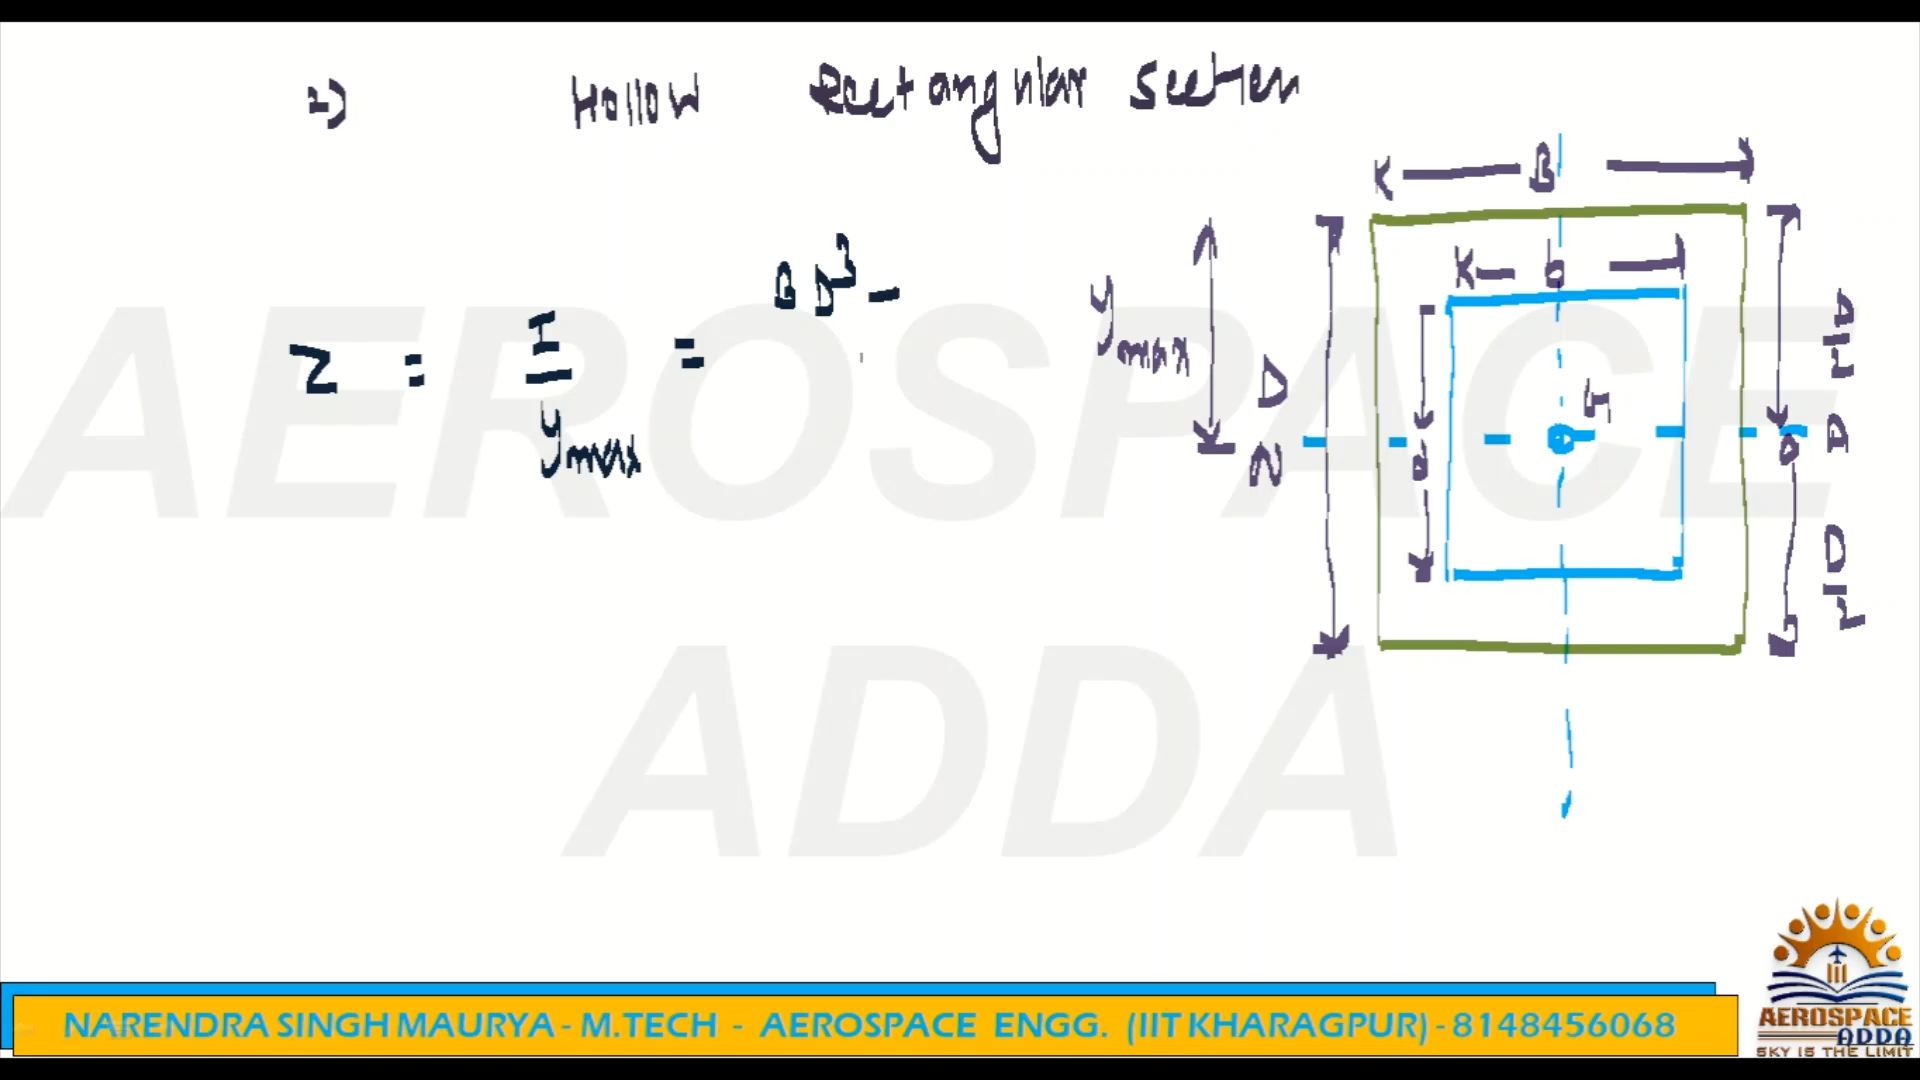 2) Hollow Rectangular Section
Z = I / ymax = BD³ -
B
b
ymax
D
d
G
N
A
D/2
D/2
AEROSPACE
ADDA
NARENDRA SINGH MAURYA - M.TECH - AEROSPACE ENGG. (IIT KHARAGPUR) - 8148456068
AEROSPACE
ADDA
SKY IS THE LIMIT